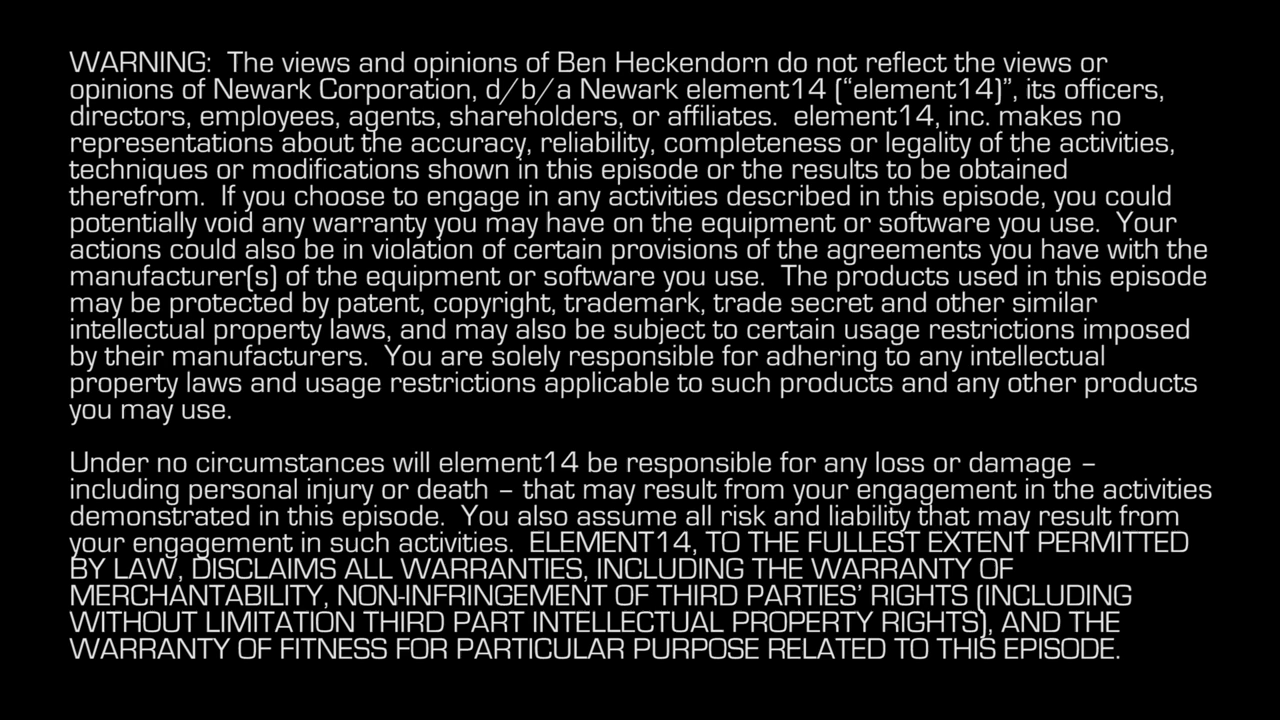 WARNING:  The views and opinions of Ben Heckendorn do not reflect the views or
opinions of Newark Corporation, d/b/a Newark element14 (“element14)”, its officers,
directors, employees, agents, shareholders, or affiliates.  element14, inc. makes no
representations about the accuracy, reliability, completeness or legality of the activities,
techniques or modifications shown in this episode or the results to be obtained
therefrom.  If you choose to engage in any activities described in this episode, you could
potentially void any warranty you may have on the equipment or software you use.  Your
actions could also be in violation of certain provisions of the agreements you have with the
manufacturer(s) of the equipment or software you use.  The products used in this episode
may be protected by patent, copyright, trademark, trade secret and other similar
intellectual property laws, and may also be subject to certain usage restrictions imposed
by their manufacturers.  You are solely responsible for adhering to any intellectual
property laws and usage restrictions applicable to such products and any other products
you may use.
Under no circumstances will element14 be responsible for any loss or damage –
including personal injury or death – that may result from your engagement in the activities
demonstrated in this episode.  You also assume all risk and liability that may result from
your engagement in such activities.  ELEMENT14, TO THE FULLEST EXTENT PERMITTED
BY LAW, DISCLAIMS ALL WARRANTIES, INCLUDING THE WARRANTY OF
MERCHANTABILITY, NON-INFRINGEMENT OF THIRD PARTIES’ RIGHTS (INCLUDING
WITHOUT LIMITATION THIRD PART INTELLECTUAL PROPERTY RIGHTS), AND THE
WARRANTY OF FITNESS FOR PARTICULAR PURPOSE RELATED TO THIS EPISODE.